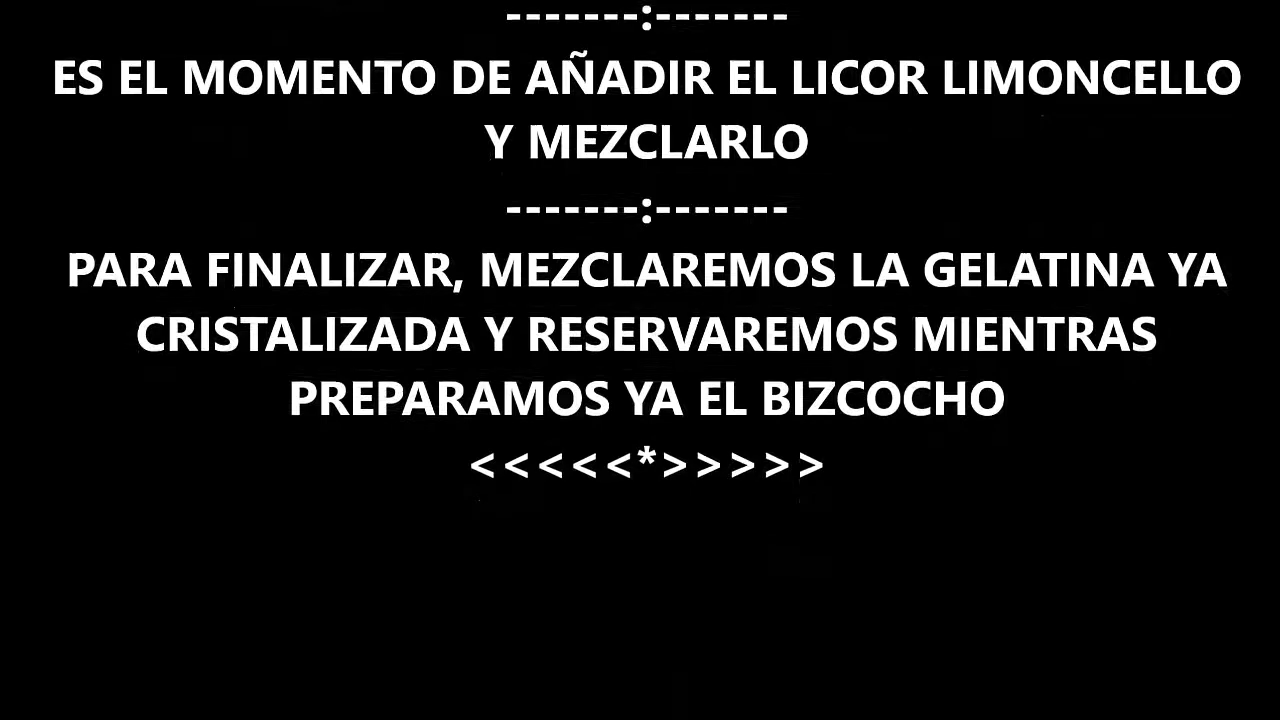 -------:-------
ES EL MOMENTO DE AÑADIR EL LICOR LIMONCELLO
Y MEZCLARLO
-------:-------
PARA FINALIZAR, MEZCLAREMOS LA GELATINA YA
CRISTALIZADA Y RESERVAREMOS MIENTRAS
PREPARAMOS YA EL BIZCOCHO
<<<<<*>>>>>